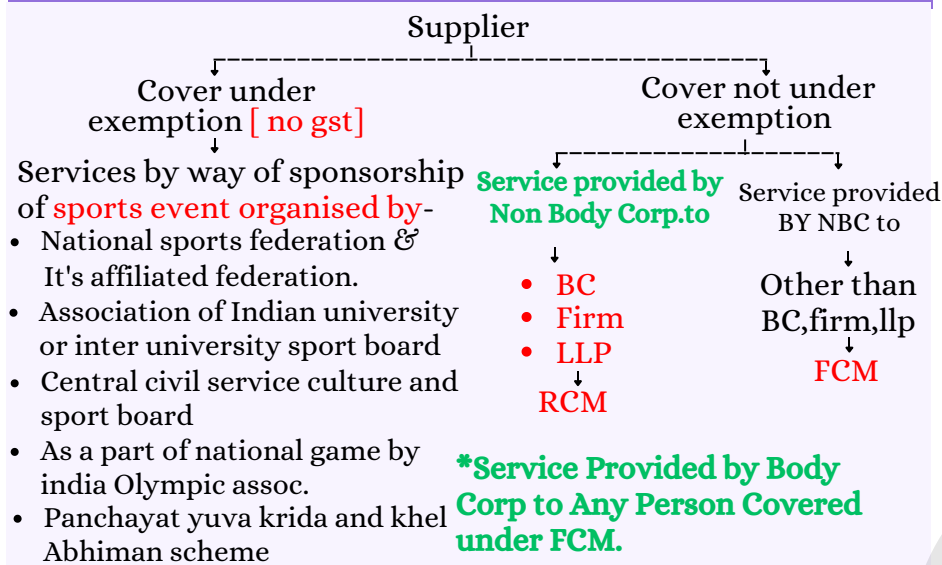 Supplier
Cover under
exemption [ no gst]
Services by way of sponsorship
of sports event organised by-
• National sports federation &
It's affiliated federation.
• Association of Indian university
or inter university sport board
• Central civil service culture and
sport board
• As a part of national game by
india Olympic assoc.
• Panchayat yuva krida and khel
Abhiman scheme
Cover not under
exemption
Service provided by
Non Body Corp.to
• BC
• Firm
• LLP
RCM
Service provided
BY NBC to
Other than
BC,firm,llp
FCM
*Service Provided by Body
Corp to Any Person Covered
under FCM.